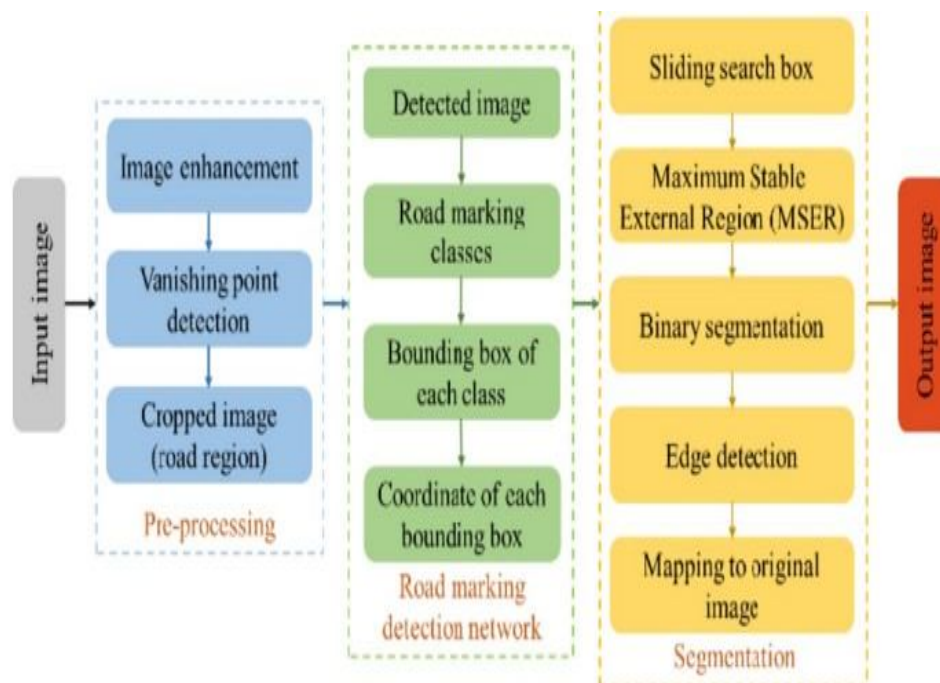 Input image
Image enhancement
Vanishing point
detection
Cropped image
(road region)
Pre-processing
Detected image
Road marking
classes
Bounding box
of each class
Coordinate of each
bounding box
Road marking
detection network
Sliding search box
Maximum Stable
External Region (MSER)
Binary segmentation
Edge detection
Mapping to original
image
Segmentation
Output image